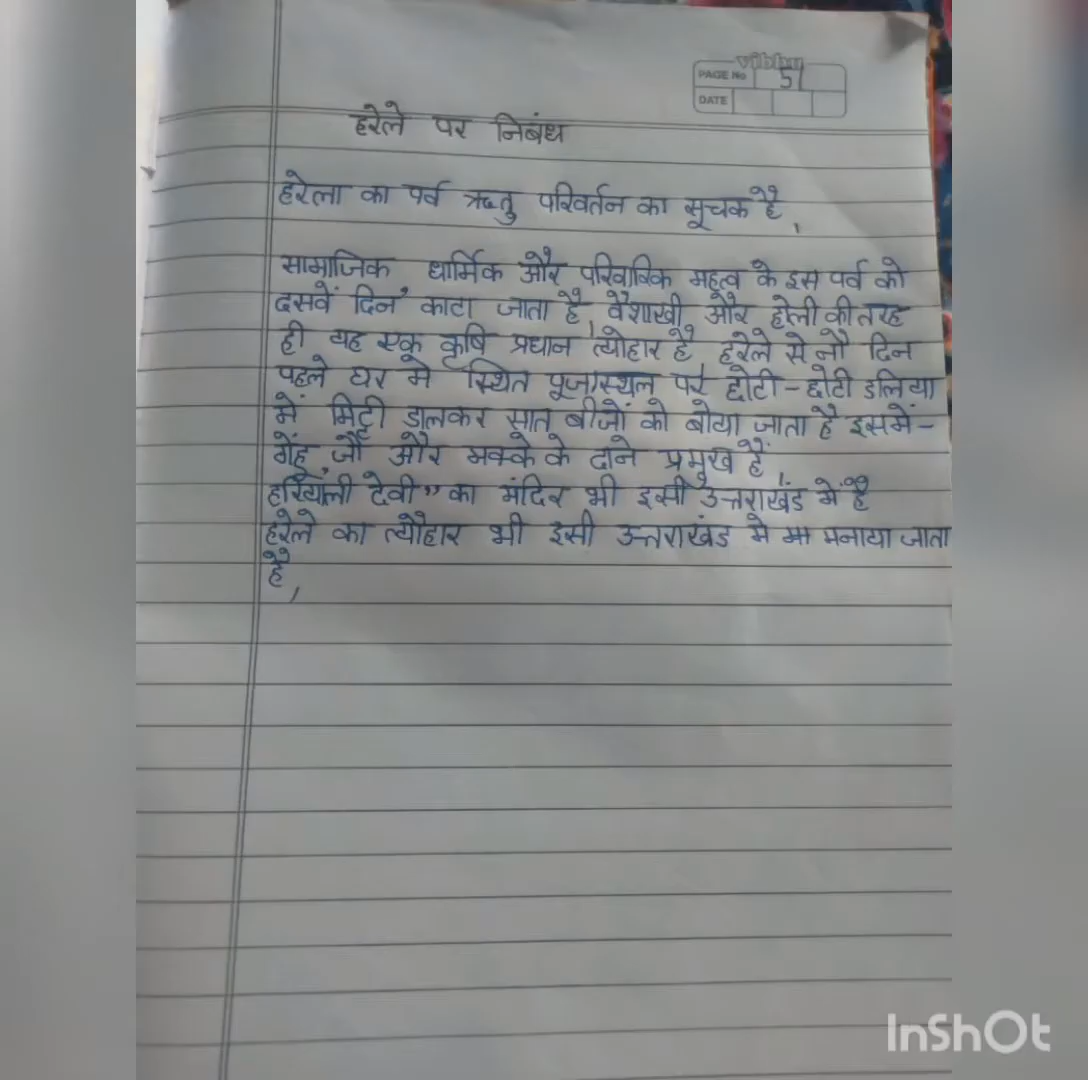 vibhu
PAGE No 51
DATE
हरेले पर निबंध
हरेला का पर्व ऋतु परिवर्तन का सूचक है,
सामाजिक धार्मिक और परिवारिक महत्व के इस पर्व को
दसवें दिन काटा जाता है, वैशाखी और होली की तरह
ही यह एक कृषि प्रधान त्योहार है हरेले से नौ दिन
पहले घर मे स्थित पूजास्थल पर छोटी - छोटी डलिया
में मिट्टी डालकर सात बीजों को बोया जाता है इसमें -
गेंहू, जौ और मक्के के दाने प्रमुख हैं,
हरियाली देवी" का मंदिर भी इसी उत्तराखंड में है
हरेले का त्यौहार भी इसी उत्तराखंड मे मा मनाया जाता
है,
InShOt